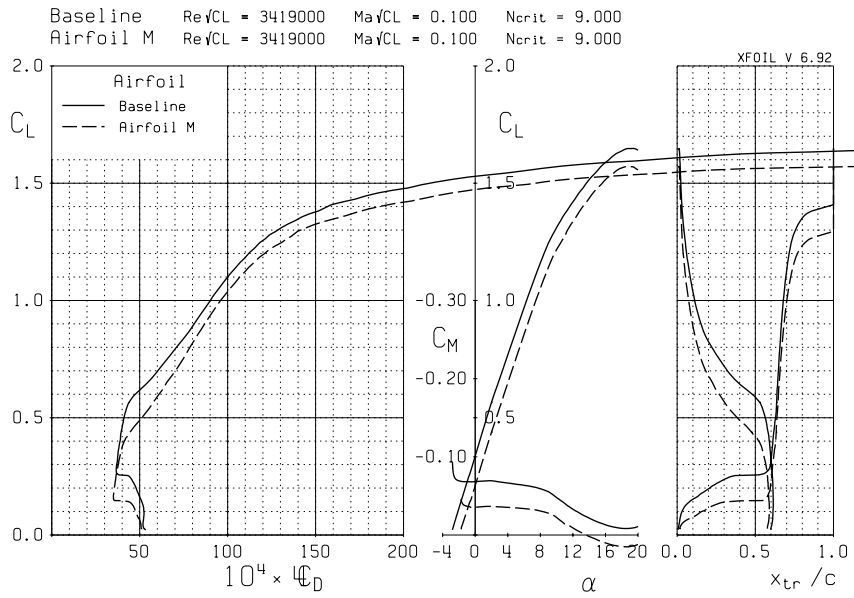 Baseline Re√CL = 3419000 Ma√CL = 0.100 Ncrit = 9.000
Airfoil M Re√CL = 3419000 Ma√CL = 0.100 Ncrit = 9.000
XFOIL V 6.92
2.0 2.0
Airfoil
Baseline
Airfoil M
CL CL
1.5 1.5
1.0 -0.30 1.0
CM
-0.20
0.5 0.5
-0.10
0.0
50 100 150 200 -4 0 4 8 12 16 20 0.0 0.5 1.0
10⁴ × CD α xtr /c